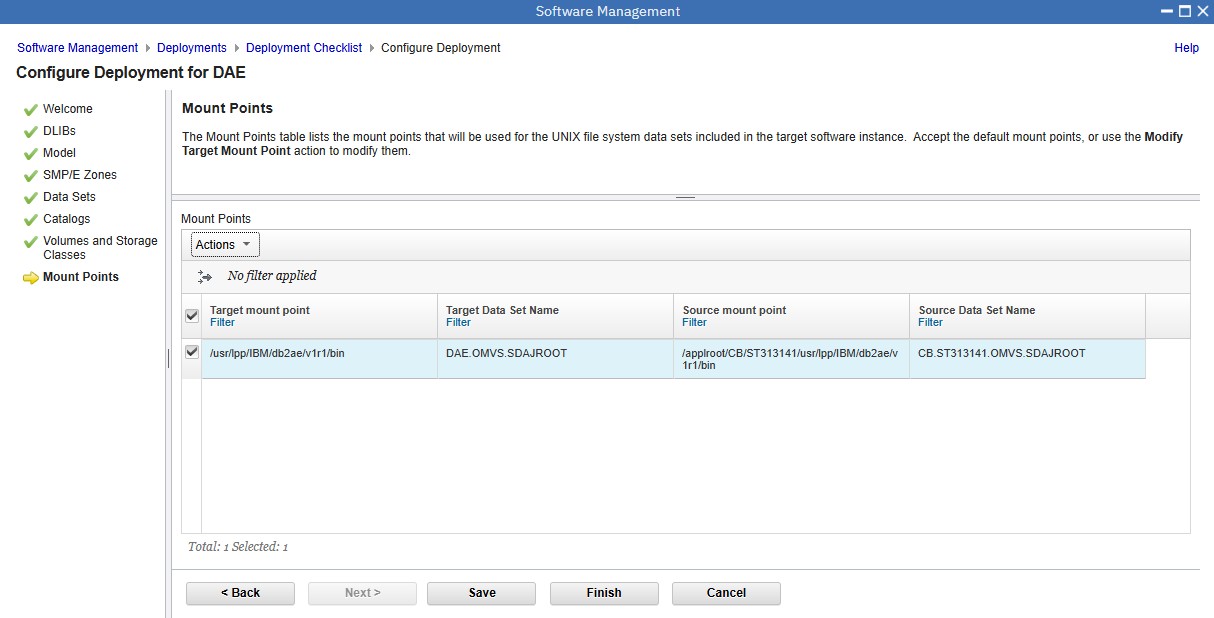 Software Management
Software Management Deployments Deployment Checklist Configure Deployment Help
Configure Deployment for DAE
Welcome
DLIBs
Model
SMP/E Zones
Data Sets
Catalogs
Volumes and Storage
Classes
Mount Points
Mount Points
The Mount Points table lists the mount points that will be used for the UNIX file system data sets included in the target software instance. Accept the default mount points, or use the Modify
Target Mount Point action to modify them.
Mount Points
Actions
No filter applied
Target mount point Target Data Set Name Source mount point Source Data Set Name
Filter Filter Filter Filter
/usr/lpp/IBM/db2ae/v1r1/bin DAE.OMVS.SDAJROOT /applroot/CB/ST313141/usr/lpp/IBM/db2ae/v CB.ST313141.OMVS.SDAJROOT
1r1/bin
Total: 1 Selected: 1
< Back Next > Save Finish Cancel